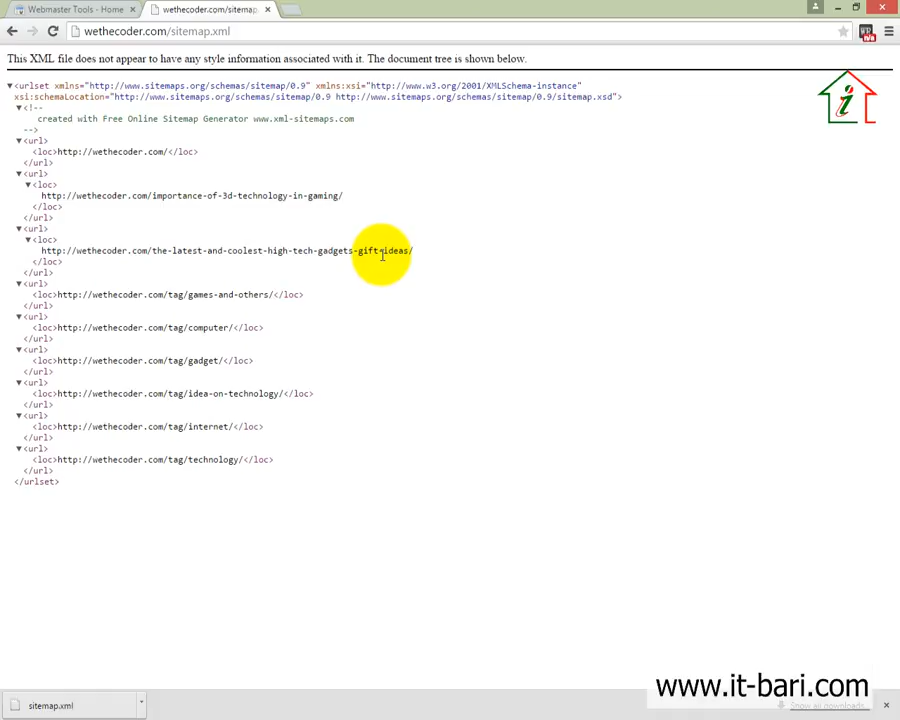 Webmaster Tools - Home
wethecoder.com/sitemap.
wethecoder.com/sitemap.xml
This XML file does not appear to have any style information associated with it. The document tree is shown below.
▼<urlset xmlns="http://www.sitemaps.org/schemas/sitemap/0.9" xmlns:xsi="http://www.w3.org/2001/XMLSchema-instance"
xsi:schemaLocation="http://www.sitemaps.org/schemas/sitemap/0.9 http://www.sitemaps.org/schemas/sitemap/0.9/sitemap.xsd">
▼<!--
created with Free Online Sitemap Generator www.xml-sitemaps.com
-->
▼<url>
<loc>http://wethecoder.com/</loc>
</url>
▼<url>
▼<loc>
http://wethecoder.com/importance-of-3d-technology-in-gaming/
</loc>
</url>
▼<url>
▼<loc>
http://wethecoder.com/the-latest-and-coolest-high-tech-gadgets-gift-ideas/
</loc>
</url>
▼<url>
<loc>http://wethecoder.com/tag/games-and-others/</loc>
</url>
▼<url>
<loc>http://wethecoder.com/tag/computer/</loc>
</url>
▼<url>
<loc>http://wethecoder.com/tag/gadget/</loc>
</url>
▼<url>
<loc>http://wethecoder.com/tag/idea-on-technology/</loc>
</url>
▼<url>
<loc>http://wethecoder.com/tag/internet/</loc>
</url>
▼<url>
<loc>http://wethecoder.com/tag/technology/</loc>
</url>
</urlset>
sitemap.xml
www.it-bari.com
Show all downloads...